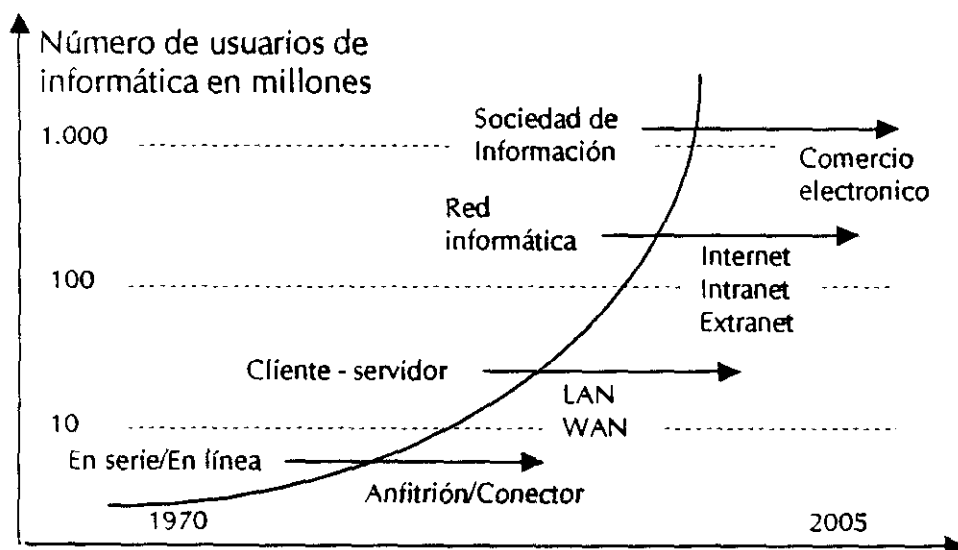 Número de usuarios de
informática en millones
1.000
Sociedad de
Información
Comercio
electronico
Red
informática
Internet
100
Intranet
Extranet
Cliente - servidor
LAN
10
WAN
En serie/En línea
Anfitrión/Conector
1970
2005